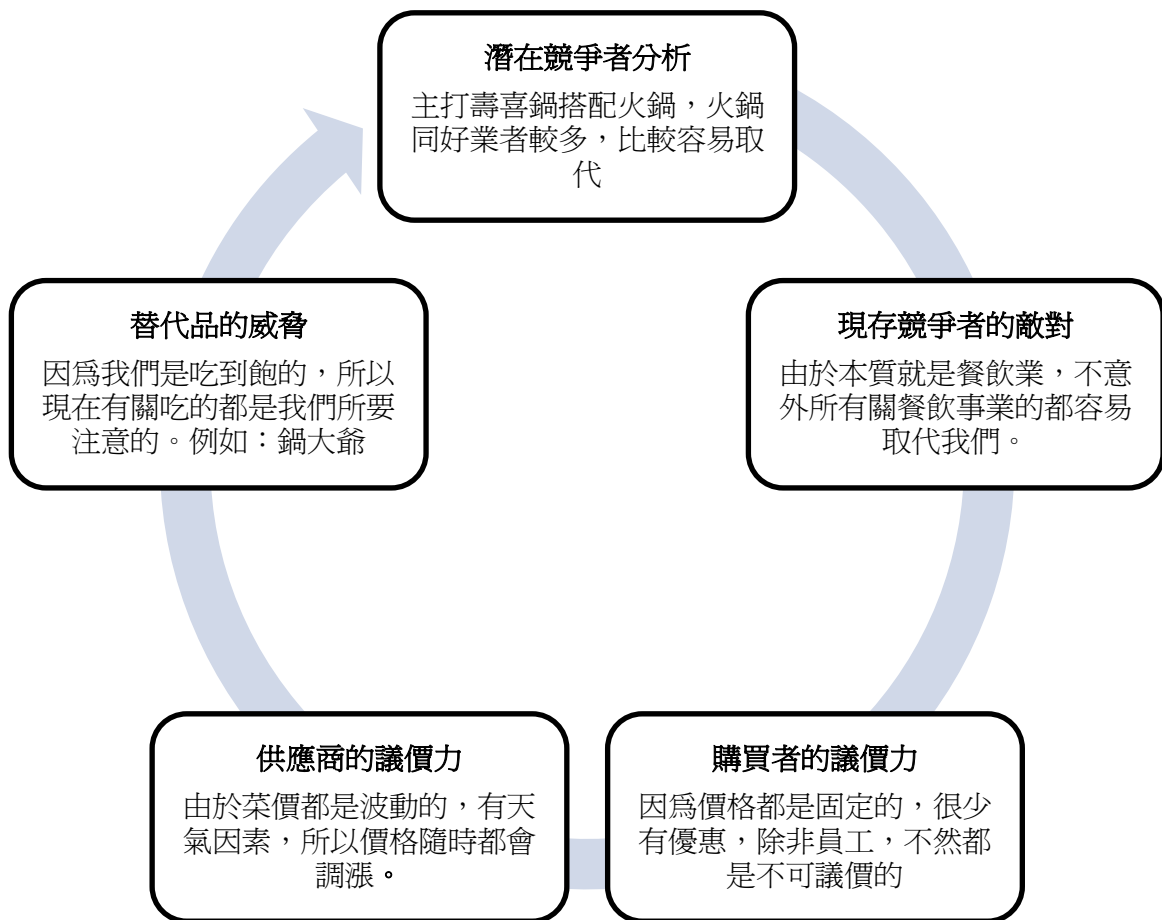 潛在競爭者分析
主打壽喜鍋搭配火鍋，火鍋
同好業者較多，比較容易取
代
現存競爭者的敵對
由於本質就是餐飲業，不意
外所有關餐飲事業的都容易
取代我們。
購買者的議價力
因為價格都是固定的，很少
有優惠，除非員工，不然都
是不可議價的
供應商的議價力
由於菜價都是波動的，有天
氣因素，所以價格隨時都會
調漲。
替代品的威脅
因為我們是吃到飽的，所以
現在有關吃的都是我們所要
注意的。例如：鍋大爺